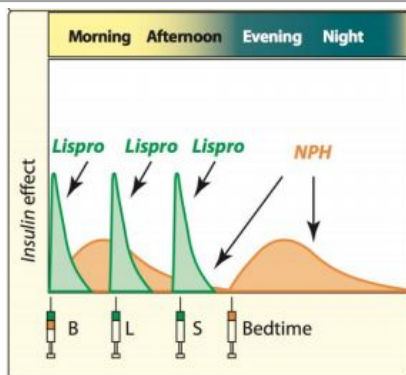 Morning Afternoon Evening Night
Insulin effect
Lispro Lispro Lispro NPH
B L S Bedtime